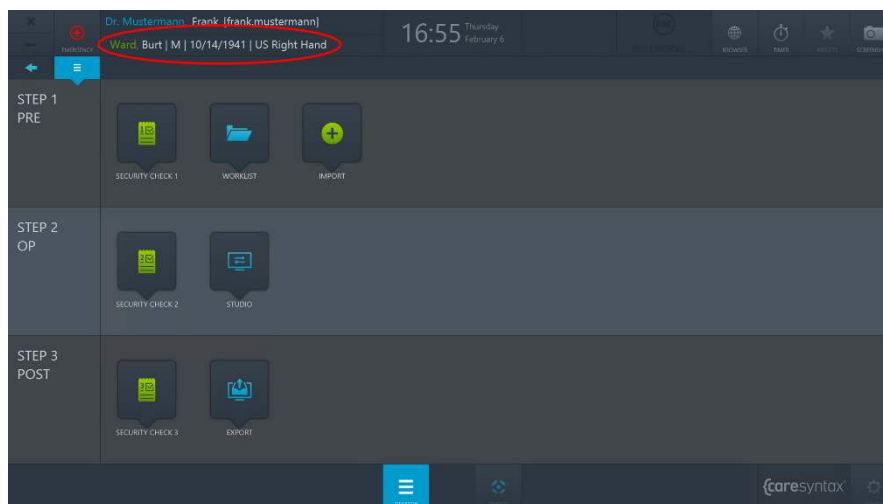 Dr. Mustermann, Frank [frank.mustermann]
Ward, Burt | M | 10/14/1941 | US Right Hand
16:55 Thursday
February 6
EMERGENCY
BROWSER
TIMER
STEP 1
PRE
SECURITY CHECK 1
WORKLIST
IMPORT
STEP 2
OP
SECURITY CHECK 2
STUDIO
STEP 3
POST
SECURITY CHECK 3
EXPORT
{caresyntax